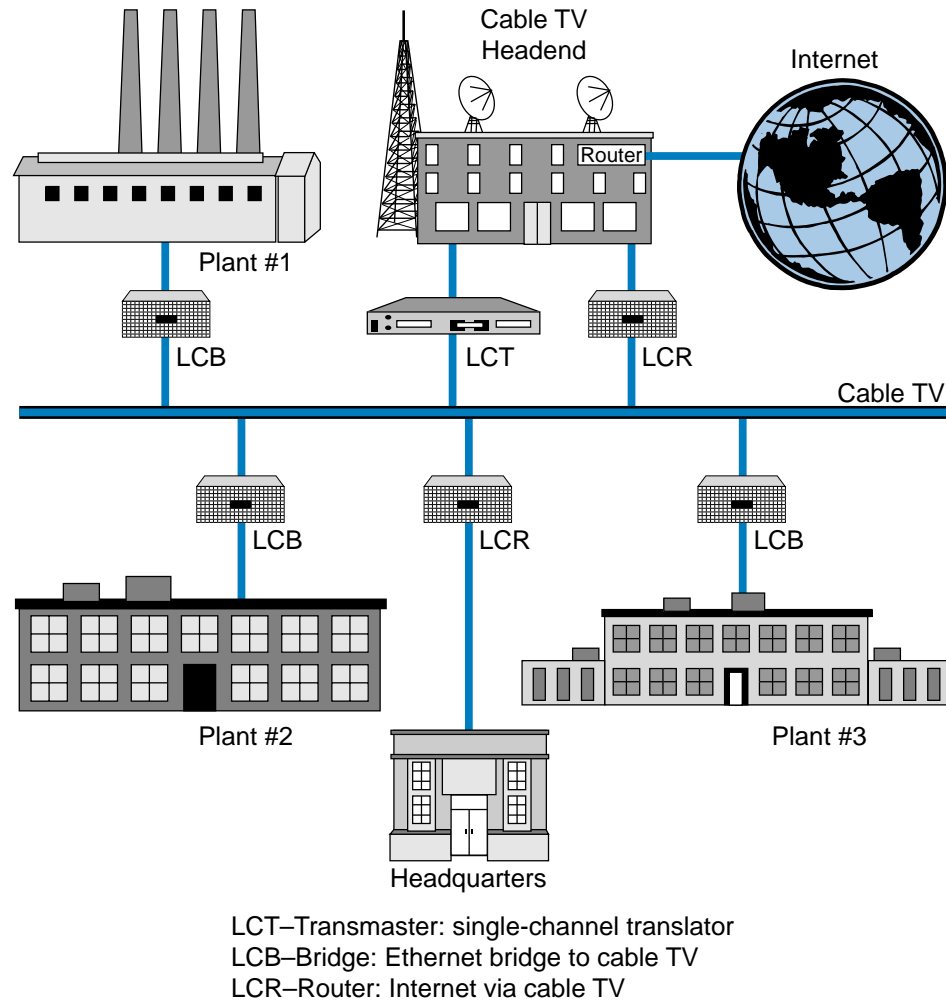 Cable TV
Headend
Internet
Router
Plant #1
LCB
LCT
LCR
Cable TV
LCB
LCR
LCB
Plant #2
Plant #3
Headquarters
LCT–Transmaster: single-channel translator
LCB–Bridge: Ethernet bridge to cable TV
LCR–Router: Internet via cable TV